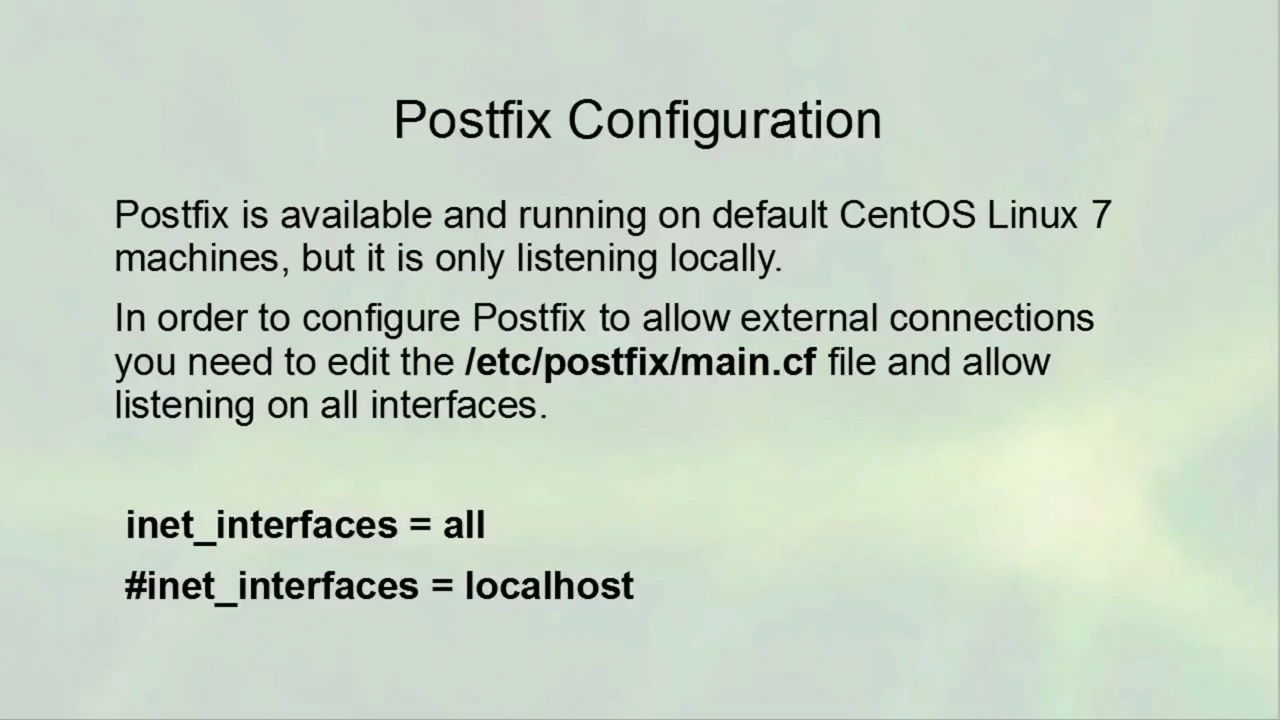 Postfix Configuration
Postfix is available and running on default CentOS Linux 7
machines, but it is only listening locally.
In order to configure Postfix to allow external connections
you need to edit the /etc/postfix/main.cf file and allow
listening on all interfaces.
inet_interfaces = all
#inet_interfaces = localhost